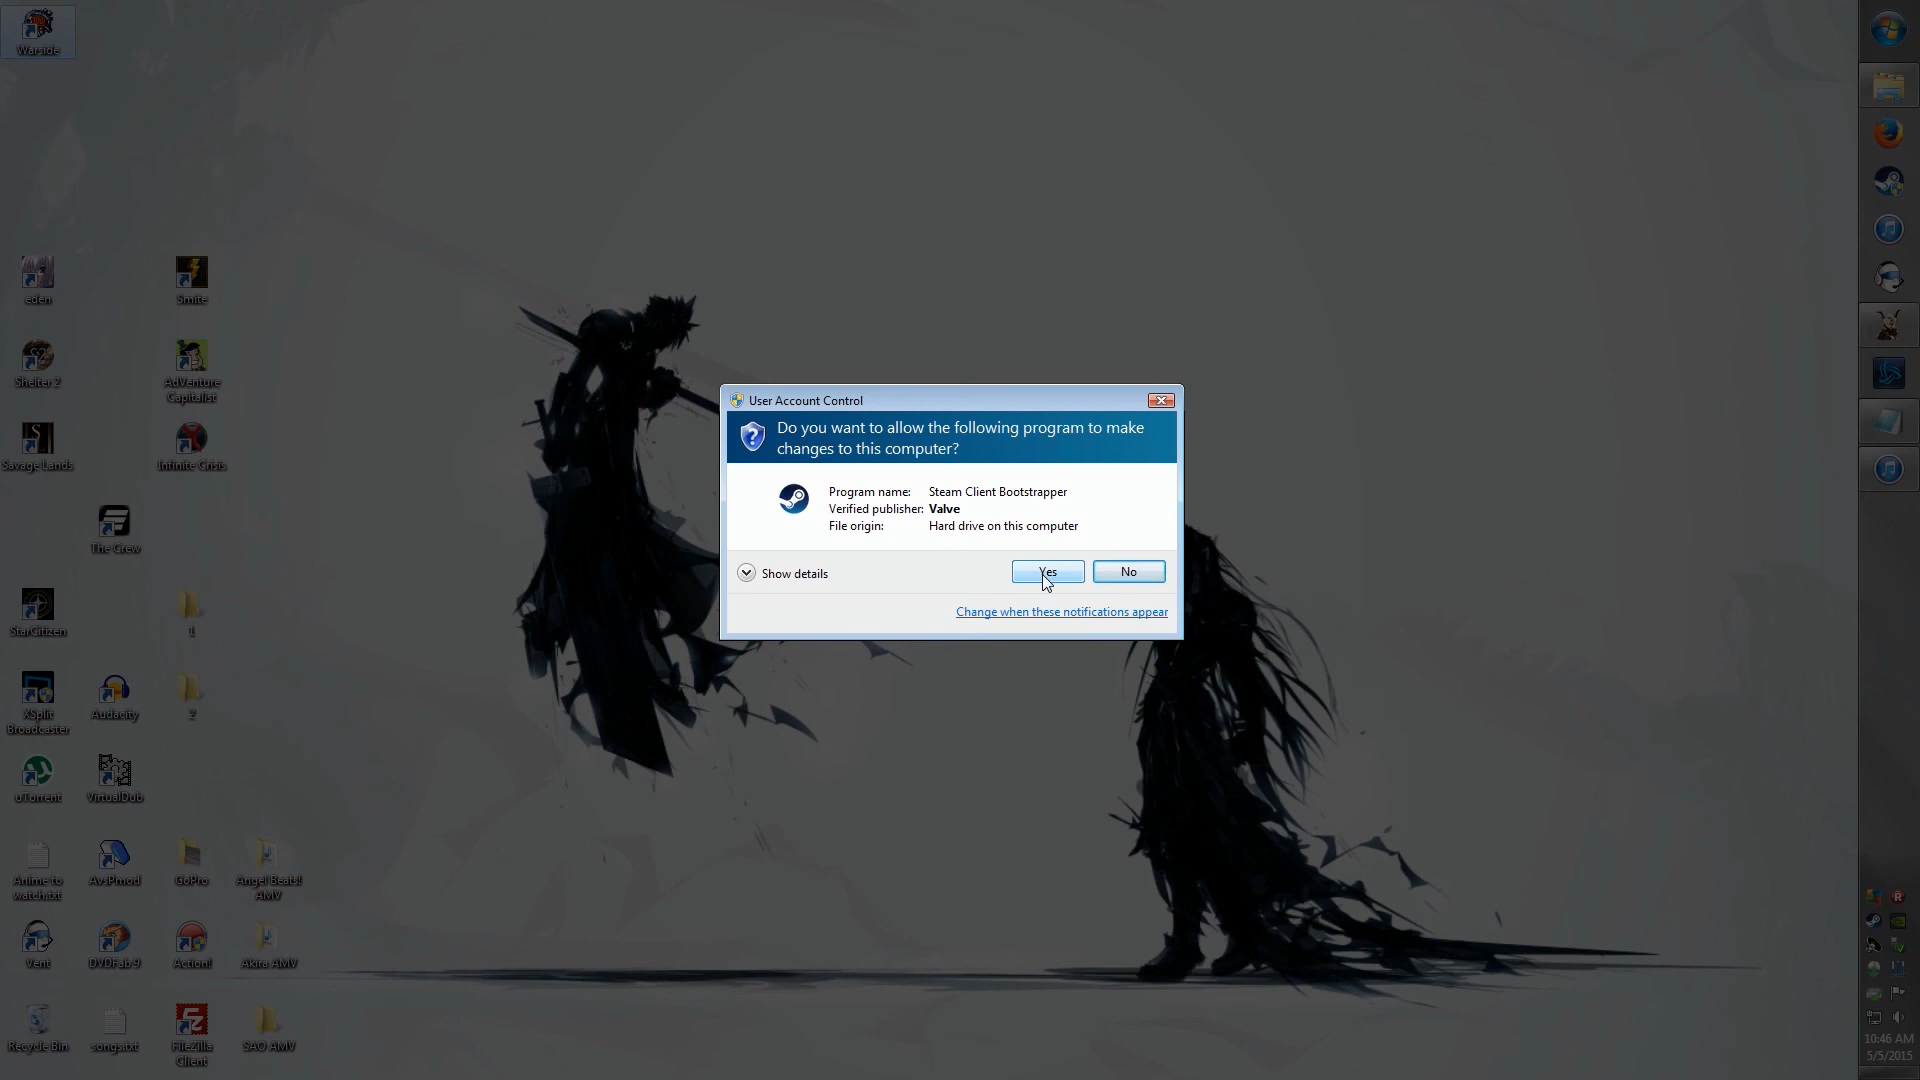 Warside
eden
Smite
Shelter 2
AdVenture
Capitalist
Savage Lands
Infinite Crisis
The Crew
StarCitizen
1
XSplit
Broadcaster
Audacity
2
uTorrent
VirtualDub
Anime to
watch.txt
AvsPmod
GoPro
Angel Beats!
AMV
Vent
DVDFab 9
Action!
Akira AMV
Recycle Bin
songs.txt
FileZilla
Client
SAO AMV
User Account Control
Do you want to allow the following program to make
changes to this computer?
Program name: Steam Client Bootstrapper
Verified publisher: Valve
File origin: Hard drive on this computer
Show details
Yes
No
Change when these notifications appear
10:46 AM
5/5/2015